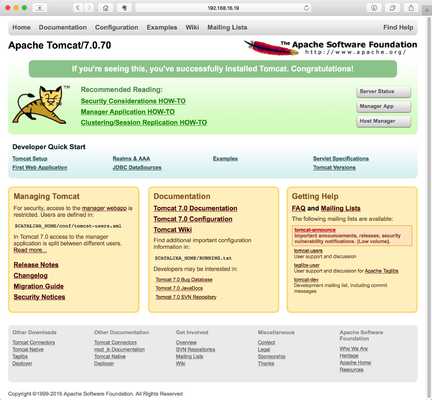 192.168.16.19
Home Documentation Configuration Examples Wiki Mailing Lists Find Help
Apache Tomcat/7.0.70
The Apache Software Foundation
http://www.apache.org/
If you're seeing this, you've successfully installed Tomcat. Congratulations!
Recommended Reading:
Security Considerations HOW-TO
Manager Application HOW-TO
Clustering/Session Replication HOW-TO
Server Status
Manager App
Host Manager
Developer Quick Start
Tomcat Setup
First Web Application
Realms & AAA
JDBC DataSources
Examples
Servlet Specifications
Tomcat Versions
Managing Tomcat
For security, access to the manager webapp is
restricted. Users are defined in:
$CATALINA_HOME/conf/tomcat-users.xml
In Tomcat 7.0 access to the manager
application is split between different users.
Read more...
Release Notes
Changelog
Migration Guide
Security Notices
Documentation
Tomcat 7.0 Documentation
Tomcat 7.0 Configuration
Tomcat Wiki
Find additional important configuration
information in:
$CATALINA_HOME/RUNNING.txt
Developers may be interested in:
Tomcat 7.0 Bug Database
Tomcat 7.0 JavaDocs
Tomcat 7.0 SVN Repository
Getting Help
FAQ and Mailing Lists
The following mailing lists are available:
tomcat-announce
Important announcements, releases, security
vulnerability notifications. (Low volume).
tomcat-users
User support and discussion
taglibs-user
User support and discussion for Apache Taglibs
tomcat-dev
Development mailing list, including commit
messages
Other Downloads
Tomcat Connectors
Tomcat Native
Taglibs
Deployer
Other Documentation
Tomcat Connectors
mod_jk Documentation
Tomcat Native
Deployer
Get Involved
Overview
SVN Repositories
Mailing Lists
Wiki
Miscellaneous
Contact
Legal
Sponsorship
Thanks
Apache Software
Foundation
Who We Are
Heritage
Apache Home
Resources
Copyright ©1999-2016 Apache Software Foundation. All Rights Reserved